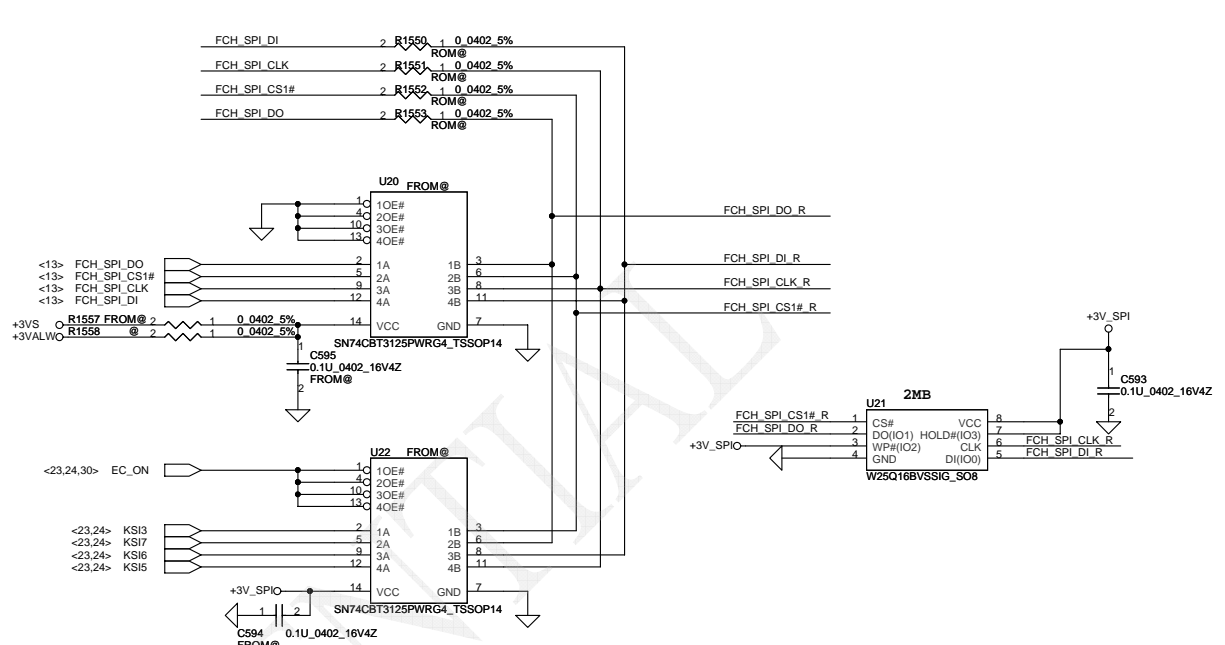 FCH_SPI_DI 2 R1550 1 0_0402_5%
ROM@
FCH_SPI_CLK 2 R1551 1 0_0402_5%
ROM@
FCH_SPI_CS1# 2 R1552 1 0_0402_5%
ROM@
FCH_SPI_DO 2 R1553 1 0_0402_5%
ROM@
U20 FROM@
1 1OE#
4 2OE#
10 3OE#
13 4OE#
<13> FCH_SPI_DO 2 1A 1B 3
<13> FCH_SPI_CS1# 5 2A 2B 6
<13> FCH_SPI_CLK 9 3A 3B 8
<13> FCH_SPI_DI 12 4A 4B 11
+3VS R1557 FROM@ 2 1 0_0402_5% 14 VCC GND 7
+3VALW R1558 @ 2 1 0_0402_5%
SN74CBT3125PWRG4_TSSOP14
1
C595
0.1U_0402_16V4Z
FROM@
2
FCH_SPI_DO_R
FCH_SPI_DI_R
FCH_SPI_CLK_R
FCH_SPI_CS1#_R
+3V_SPI
1
C593
0.1U_0402_16V4Z
2
U21 2MB
FCH_SPI_CS1#_R 1 CS# VCC 8
FCH_SPI_DO_R 2 DO(IO1) HOLD#(IO3) 7
+3V_SPI 3 WP#(IO2) CLK 6 FCH_SPI_CLK_R
4 GND DI(IO0) 5 FCH_SPI_DI_R
W25Q16BVSSIG_SO8
U22 FROM@
<23,24,30> EC_ON 1 1OE#
4 2OE#
10 3OE#
13 4OE#
<23,24> KSI3 2 1A 1B 3
<23,24> KSI7 5 2A 2B 6
<23,24> KSI6 9 3A 3B 8
<23,24> KSI5 12 4A 4B 11
+3V_SPI 14 VCC GND 7
SN74CBT3125PWRG4_TSSOP14
1 2
C594 0.1U_0402_16V4Z
FROM@
NTIAL